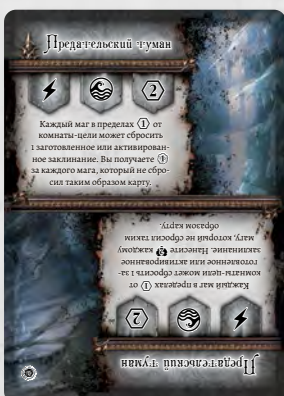 Предательский туман
2
Каждый маг в пределах 1 от
комнаты-цели может сбросить
1 заготовленное или активирован-
ное заклинание. Вы получаете 1
за каждого мага, который не сбро-
сил таким образом карту.
Предательский туман
2
Каждый маг в пределах 1 от
комнаты-цели может сбросить 1 за-
готовленное или активированное
заклинание. Нанесите каждому
магу, который не сбросил таким
образом карту.